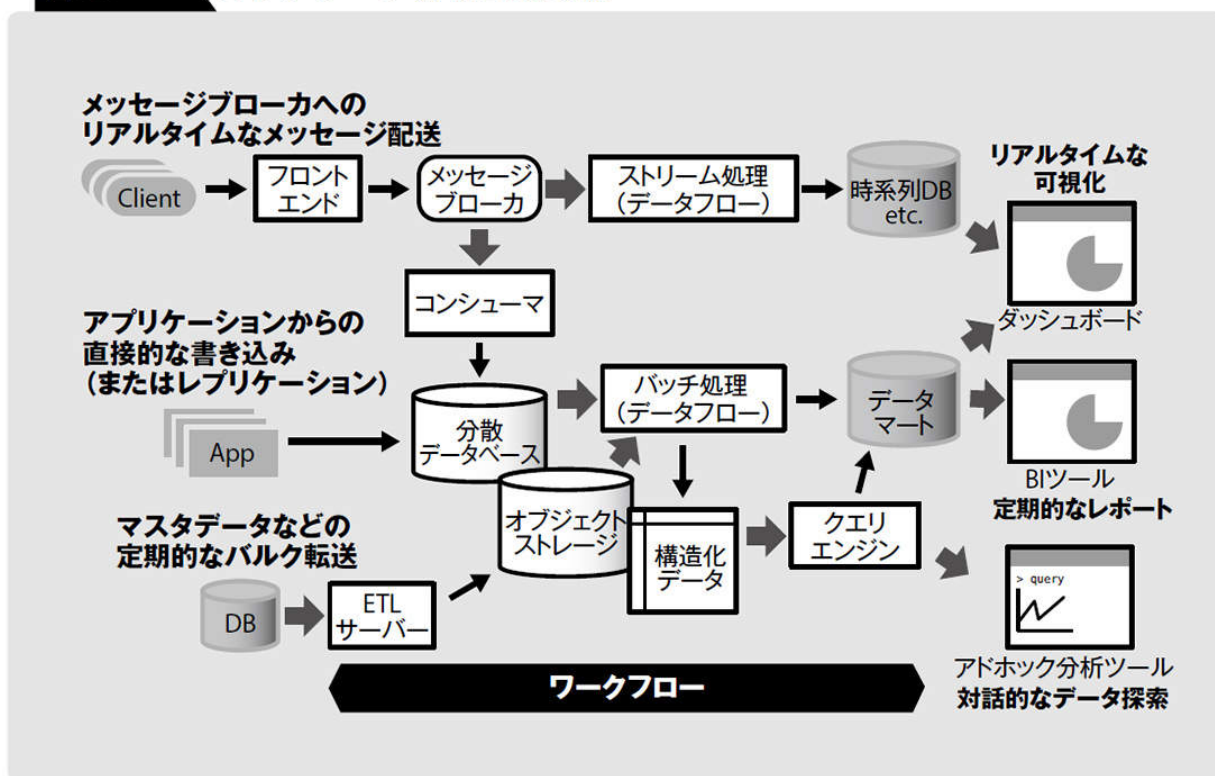 メッセージブローカへの
リアルタイムなメッセージ配送
Client
フロント
エンド
メッセージ
ブローカ
ストリーム処理
(データフロー)
時系列DB
etc.
リアルタイムな
可視化
ダッシュボード
コンシューマ
アプリケーションからの
直接的な書き込み
(またはレプリケーション)
App
分散
データベース
バッチ処理
(データフロー)
データ
マート
BIツール
定期的なレポート
マスタデータなどの
定期的なバルク転送
DB
ETL
サーバー
オブジェクト
ストレージ
構造化
データ
クエリ
エンジン
> query
アドホック分析ツール
対話的なデータ探索
ワークフロー